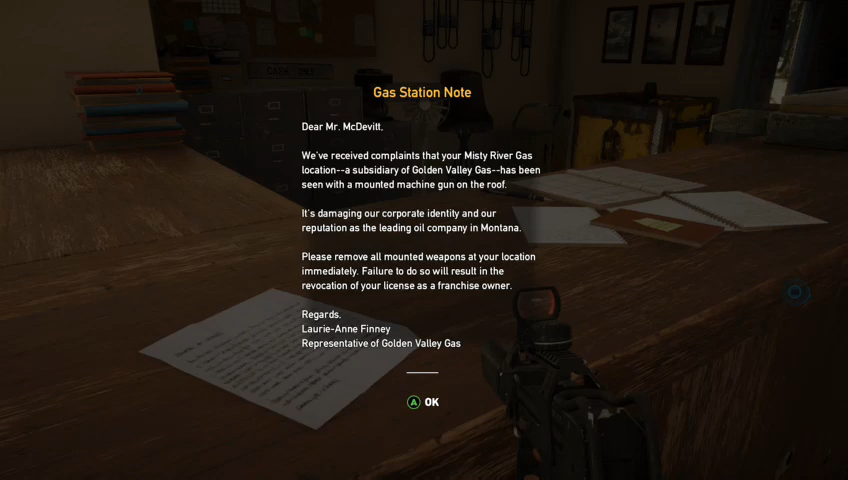 Gas Station Note
Dear Mr. McDevitt,
We've received complaints that your Misty River Gas
location--a subsidiary of Golden Valley Gas--has been
seen with a mounted machine gun on the roof.
It's damaging our corporate identity and our
reputation as the leading oil company in Montana.
Please remove all mounted weapons at your location
immediately. Failure to do so will result in the
revocation of your license as a franchise owner.
Regards,
Laurie-Anne Finney
Representative of Golden Valley Gas
A OK